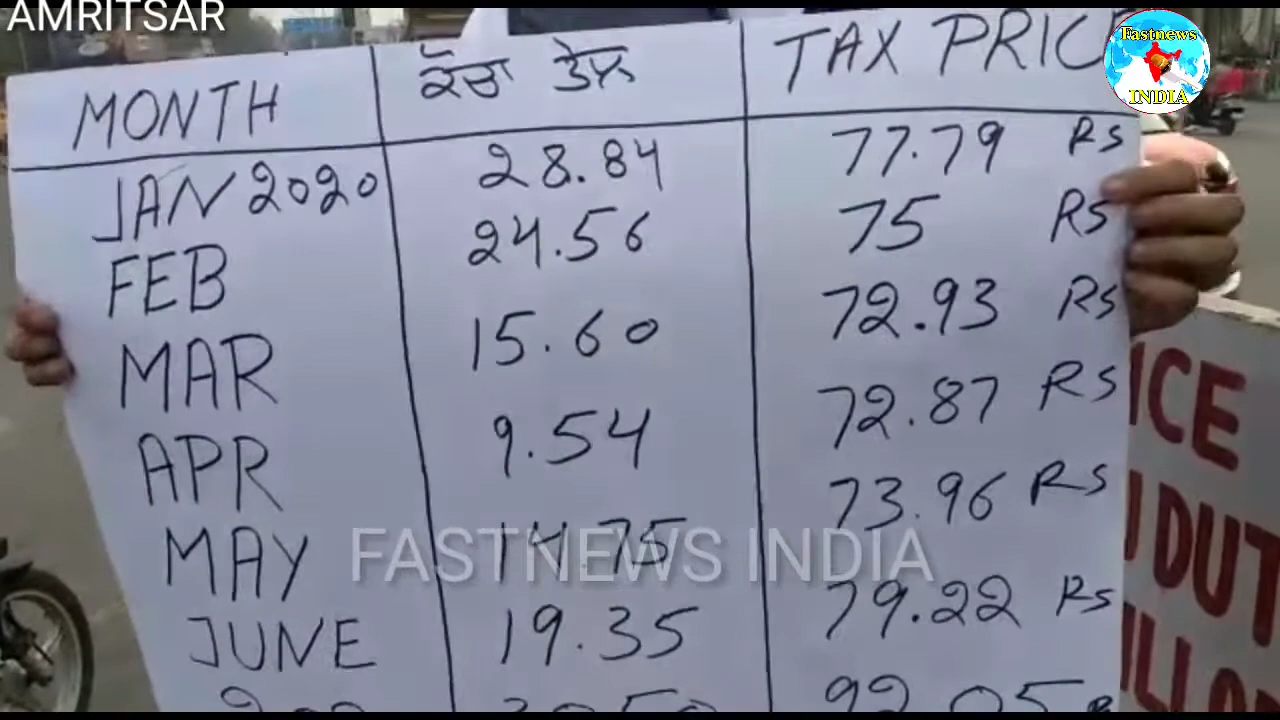 AMRITSAR
Fastnews
INDIA
MONTH ਕੱਚਾ ਤੇਲ TAX PRIC
JAN 2020 28.84 77.79 RS
FEB 24.56 75 RS
MAR 15.60 72.93 RS
APR 9.54 72.87 RS
MAY 14.75 73.96 RS
JUNE 19.35 79.22 RS
FASTNEWS INDIA
ICE
DUT